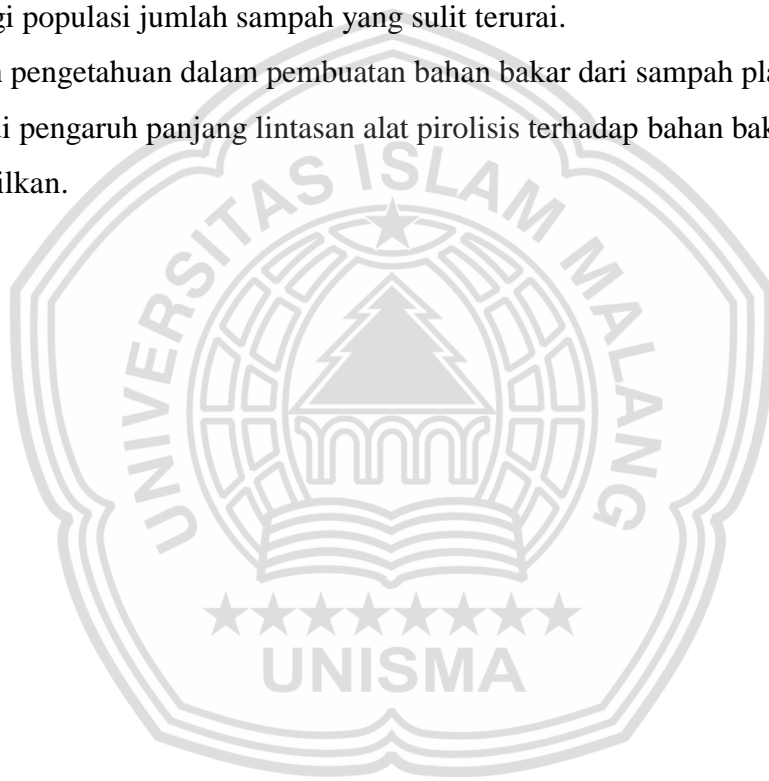 gi populasi jumlah sampah yang sulit terurai.
n pengetahuan dalam pembuatan bahan bakar dari sampah pla
di pengaruh panjang lintasan alat pirolisis terhadap bahan bak
ilkan.
UNIVERSITAS ISLAM MALANG
UNISMA